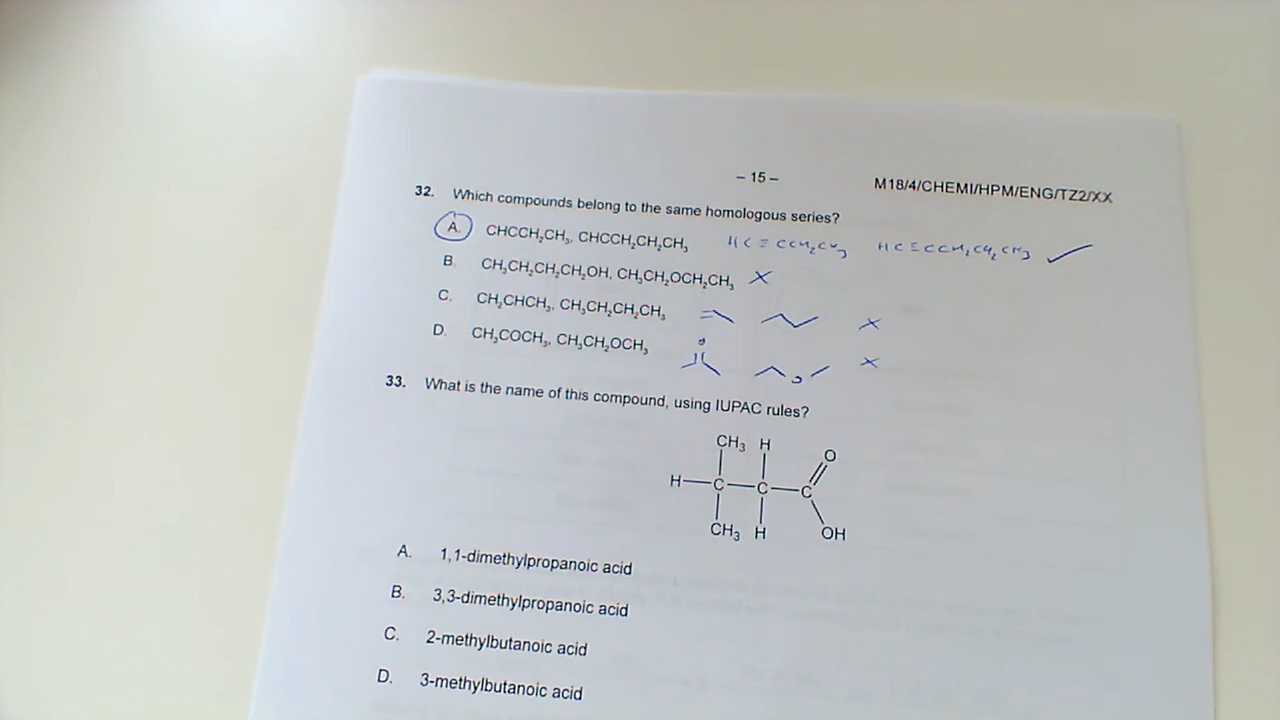 – 15 –
M18/4/CHEMI/HPM/ENG/TZ2/XX
32. Which compounds belong to the same homologous series?
A. CHCCH₂CH₃, CHCCH₂CH₂CH₃ HC≡CCH₂CH₃ HC≡CCH₂CH₂CH₃ ✓
B. CH₃CH₂CH₂CH₂OH, CH₃CH₂OCH₂CH₃ ×
C. CH₂CHCH₃, CH₃CH₂CH₂CH₃ ×
D. CH₃COCH₃, CH₃CH₂OCH₃ O O ×
33. What is the name of this compound, using IUPAC rules?
CH₃ H O
H—C—C—C
CH₃ H OH
A. 1,1-dimethylpropanoic acid
B. 3,3-dimethylpropanoic acid
C. 2-methylbutanoic acid
D. 3-methylbutanoic acid